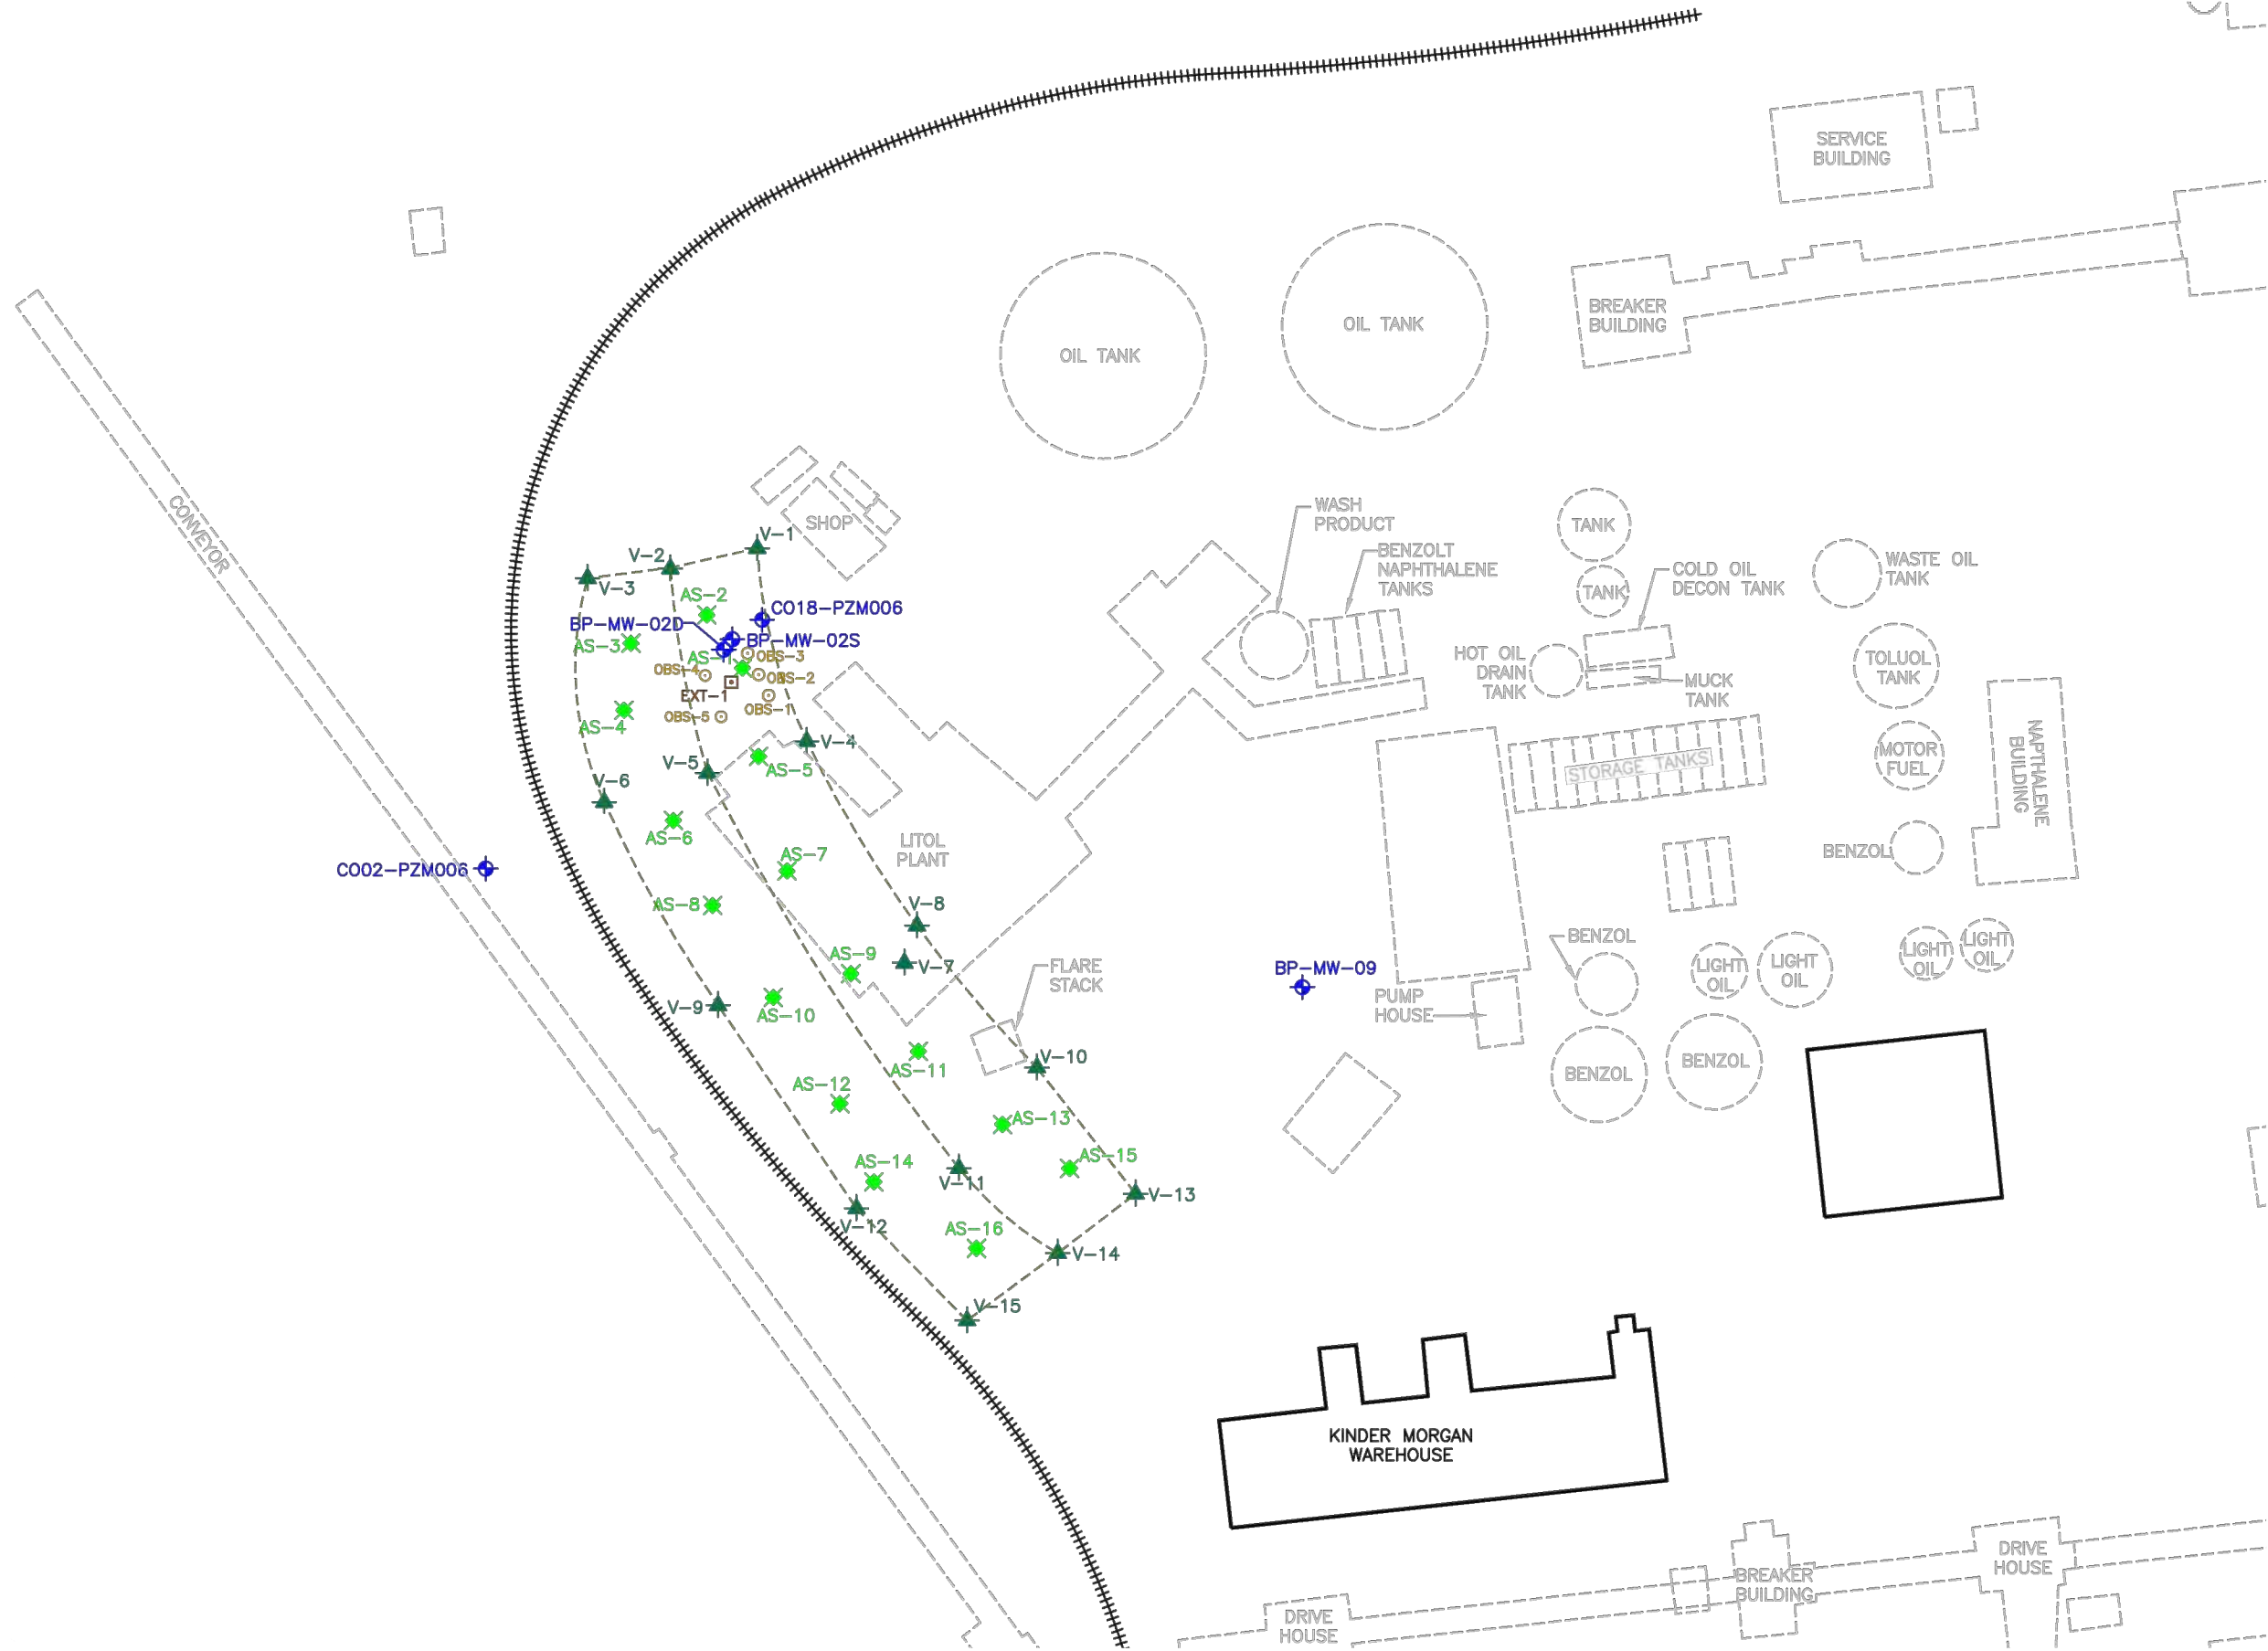 SERVICE
BUILDING
BREAKER
BUILDING
OIL TANK
OIL TANK
CONVEYOR
SHOP
WASH
PRODUCT
BENZOLT
NAPHTHALENE
TANKS
TANK
TANK
COLD OIL
DECON TANK
WASTE OIL
TANK
HOT OIL
DRAIN
TANK
MUCK
TANK
TOLUOL
TANK
STORAGE TANKS
MOTOR
FUEL
NAPTHALENE
BUILDING
BENZOL
V-1
V-2
V-3
AS-2
CO18-PZM006
BP-MW-02D
BP-MW-02S
AS-3
AS-1
OBS-3
OBS-4
OBS-2
EXT-1
OBS-1
OBS-5
AS-4
V-4
V-5
AS-5
V-6
AS-6
LITOL
PLANT
AS-7
CO02-PZM006
AS-8
V-8
AS-9
V-7
FLARE
STACK
BP-MW-09
PUMP
HOUSE
BENZOL
LIGHT
OIL
LIGHT
OIL
LIGHT
OIL
LIGHT
OIL
BENZOL
BENZOL
V-9
AS-10
AS-11
V-10
AS-12
AS-13
AS-14
V-11
AS-15
V-13
V-12
AS-16
V-14
V-15
KINDER MORGAN
WAREHOUSE
DRIVE
HOUSE
BREAKER
BUILDING
DRIVE
HOUSE